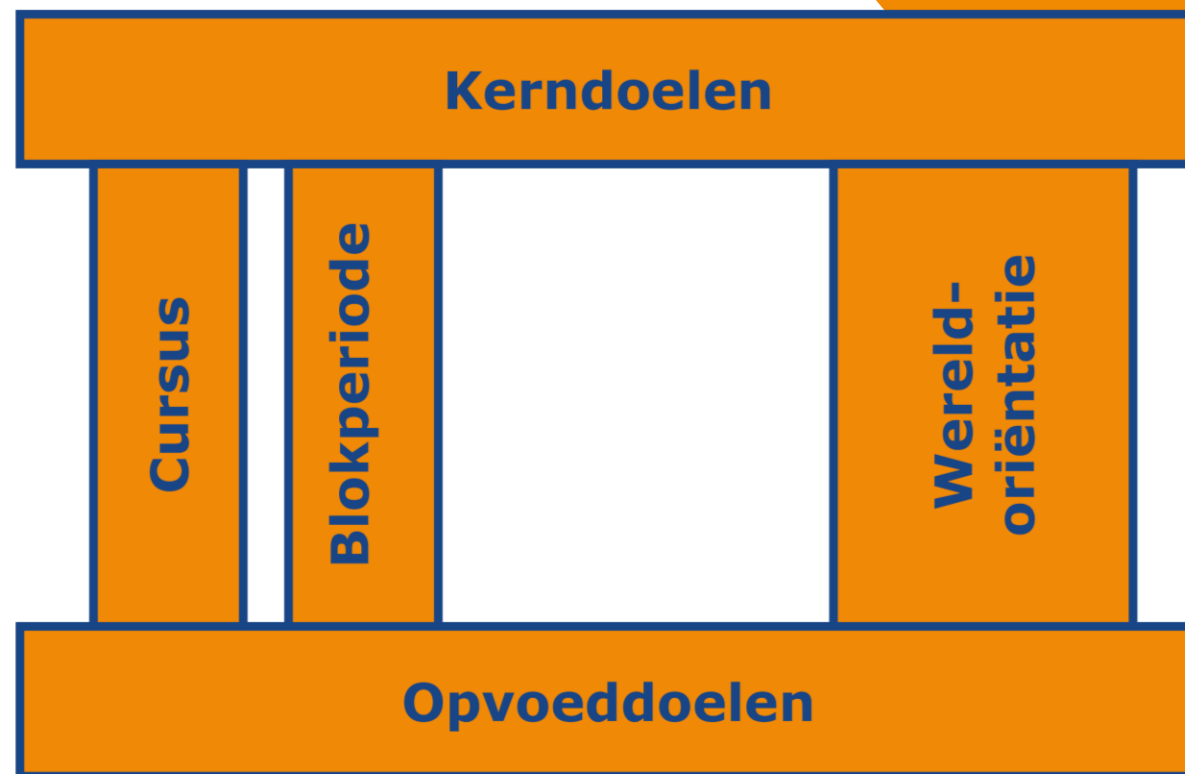 Kerndoelen
Cursus
Blokperiode
Wereld-
oriëntatie
Opvoeddoelen